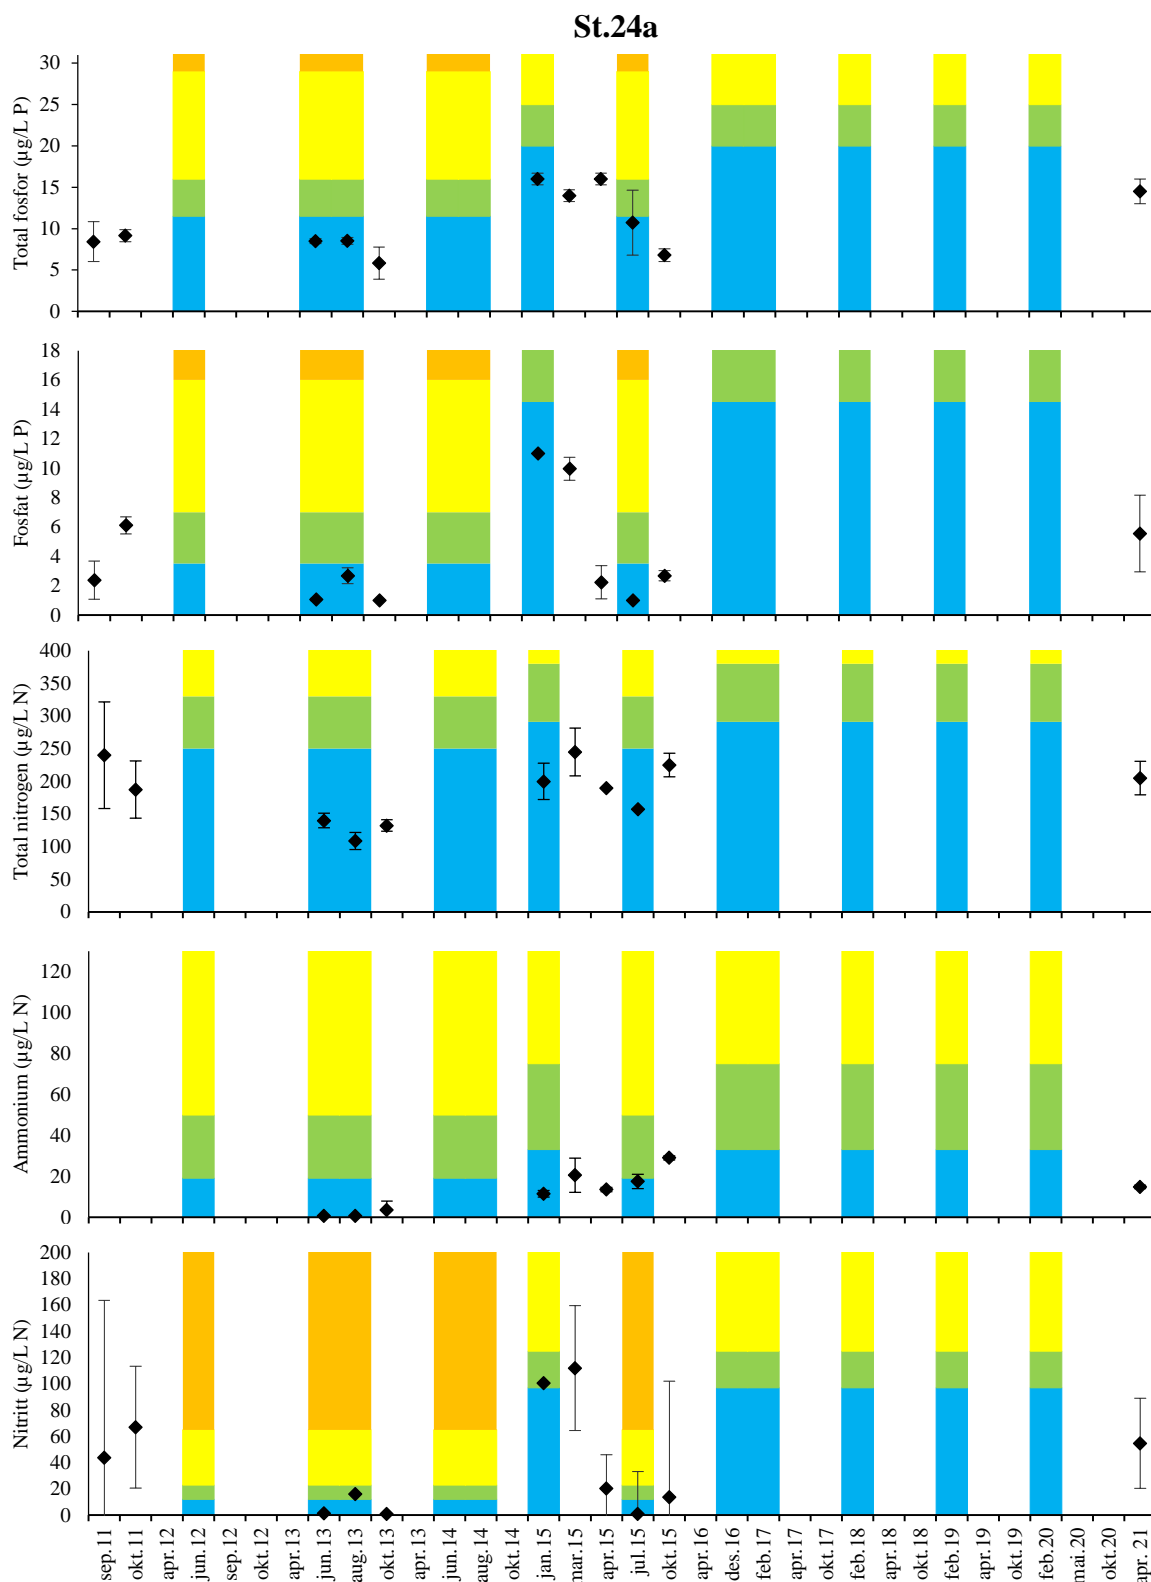 St.24a
Total fosfor (µg/L P)
30
25
20
15
10
5
0
Fosfat (µg/L P)
18
16
14
12
10
8
6
4
2
0
Total nitrogen (µg/L N)
400
350
300
250
200
150
100
50
0
Ammonium (µg/L N)
120
100
80
60
40
20
0
Nitritt (µg/L N)
200
180
160
140
120
100
80
60
40
20
0
sep.11
okt.11
apr.12
jun.12
sep.12
okt.12
apr.13
jun.13
aug.13
okt.13
apr.13
jun.14
aug.14
okt.14
jan.15
mar.15
apr.15
jul.15
okt.15
apr.16
des.16
feb.17
apr.17
okt.17
feb.18
apr.18
okt.18
feb.19
apr.19
okt.19
feb.20
mai.20
okt.20
apr. 21